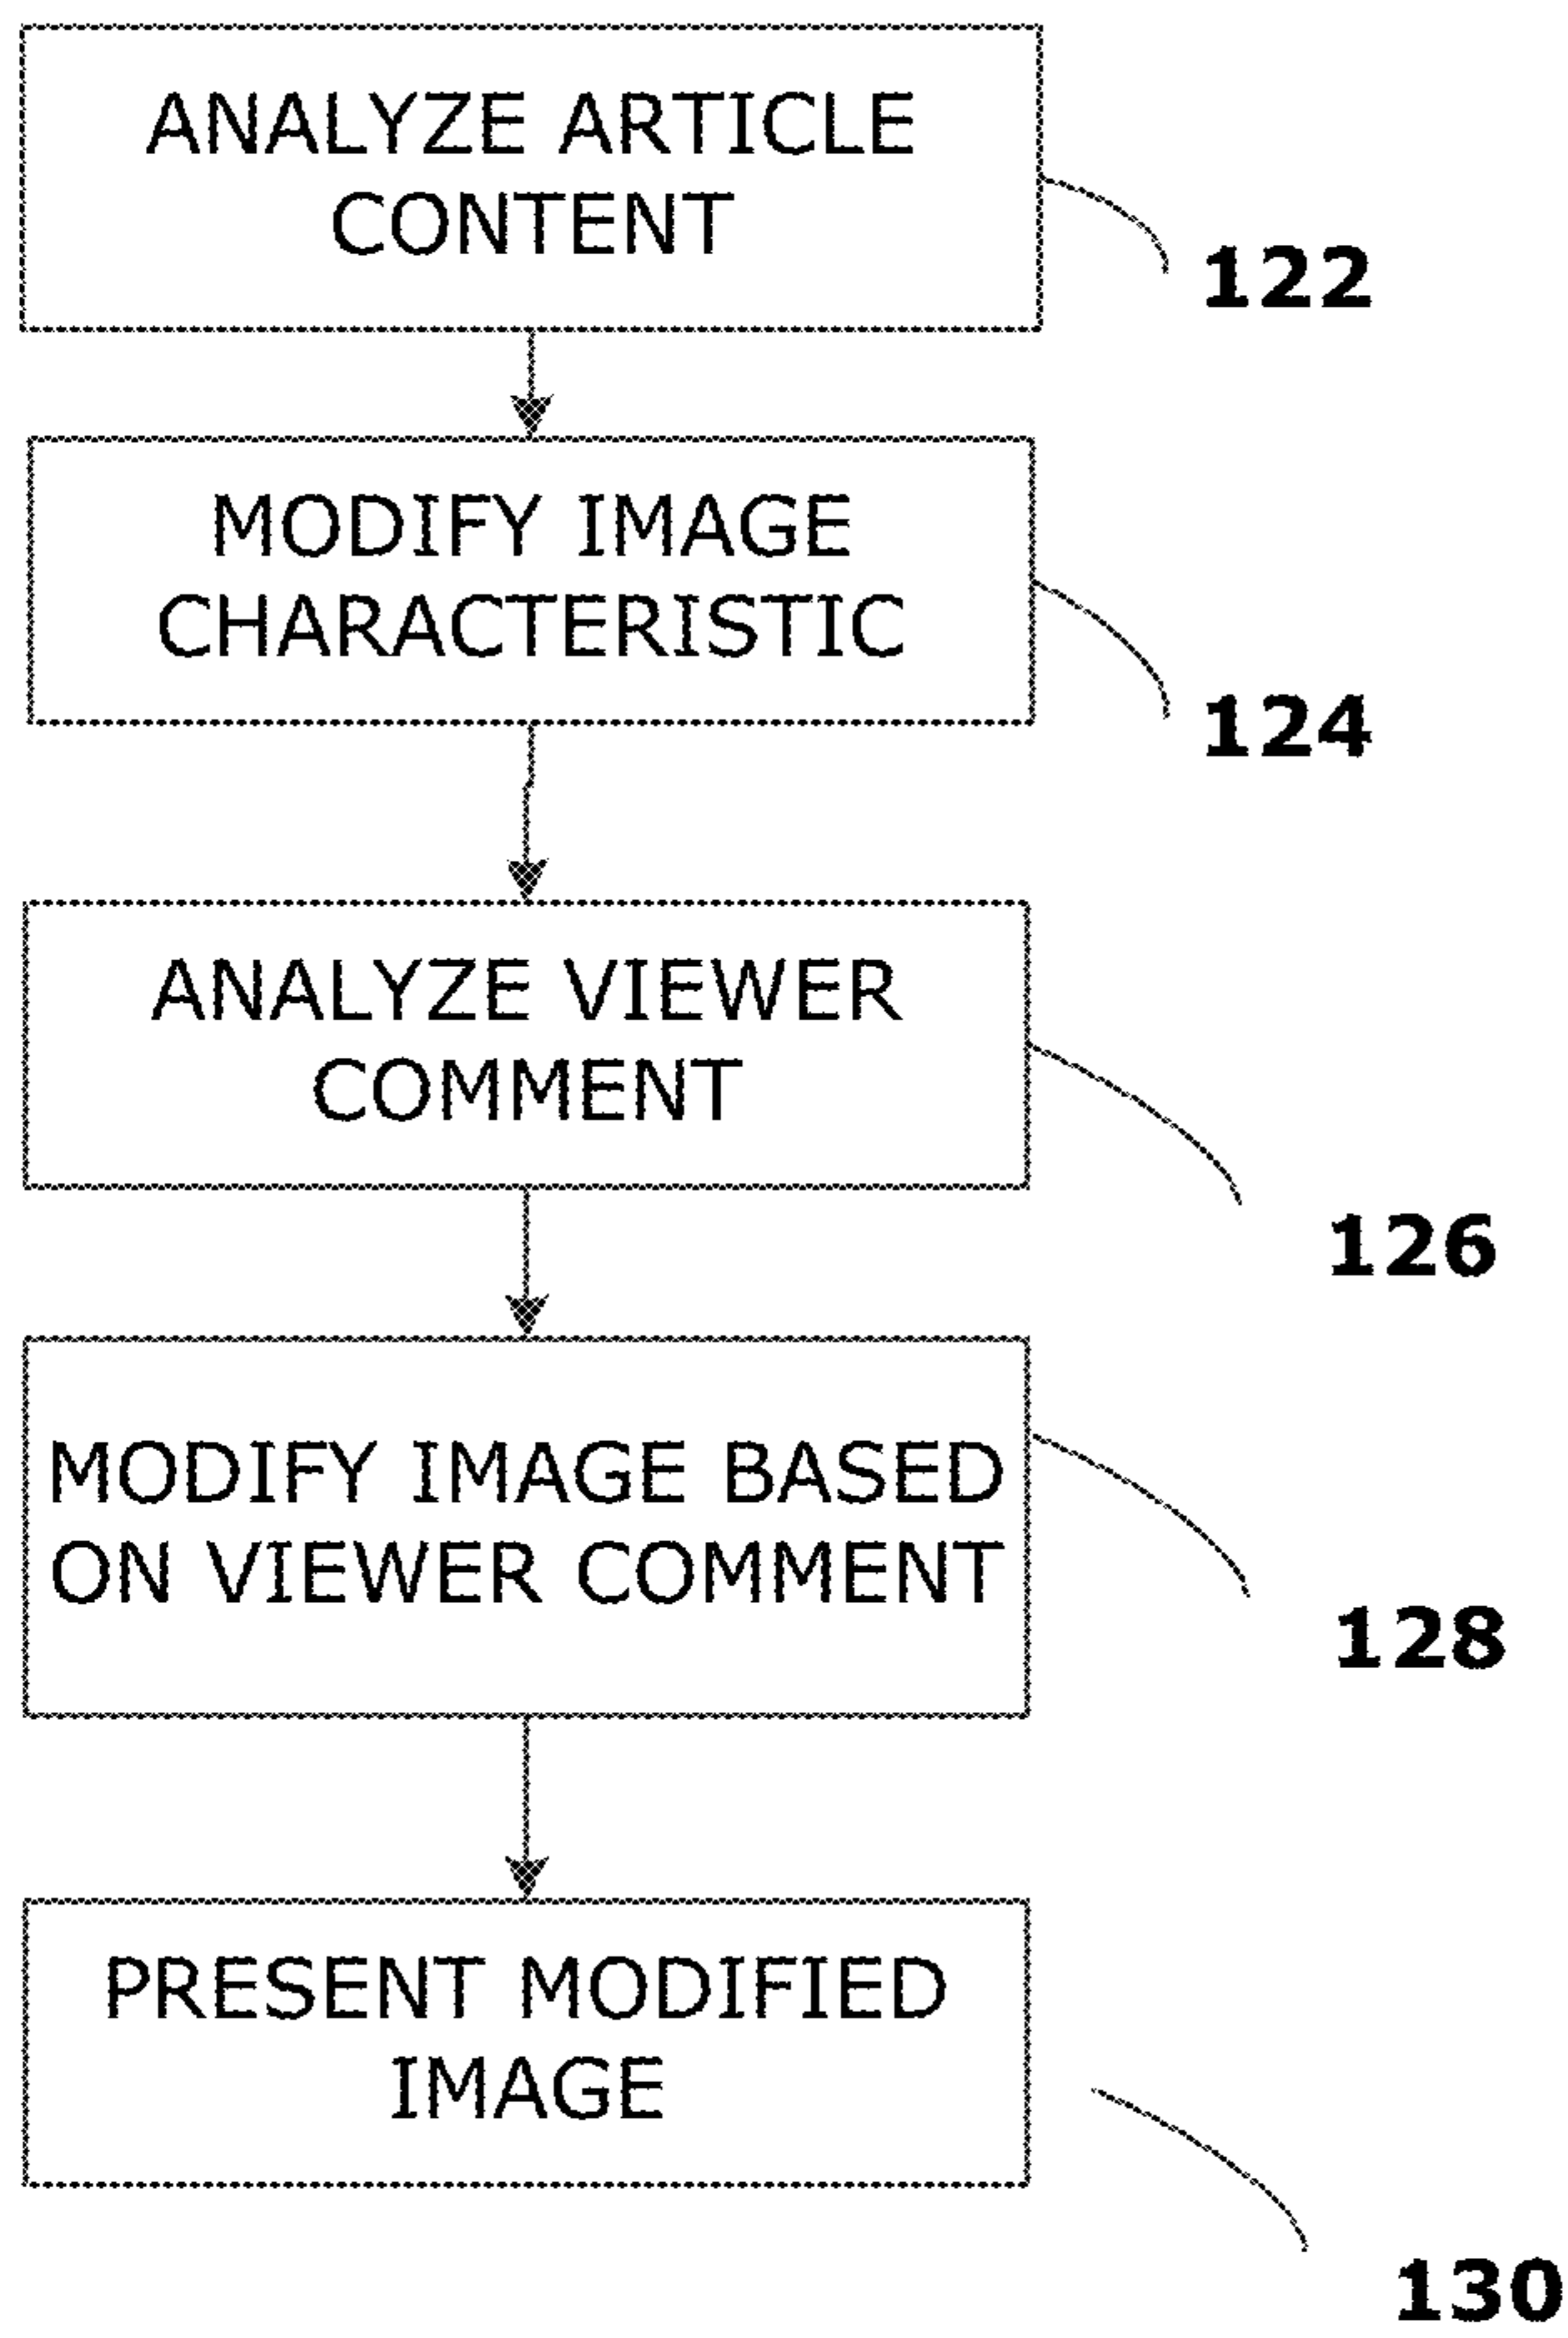 ANALYZE ARTICLE
CONTENT
122
MODIFY IMAGE
CHARACTERISTIC
124
ANALYZE VIEWER
COMMENT
126
MODIFY IMAGE BASED
ON VIEWER COMMENT
128
PRESENT MODIFIED
IMAGE
130